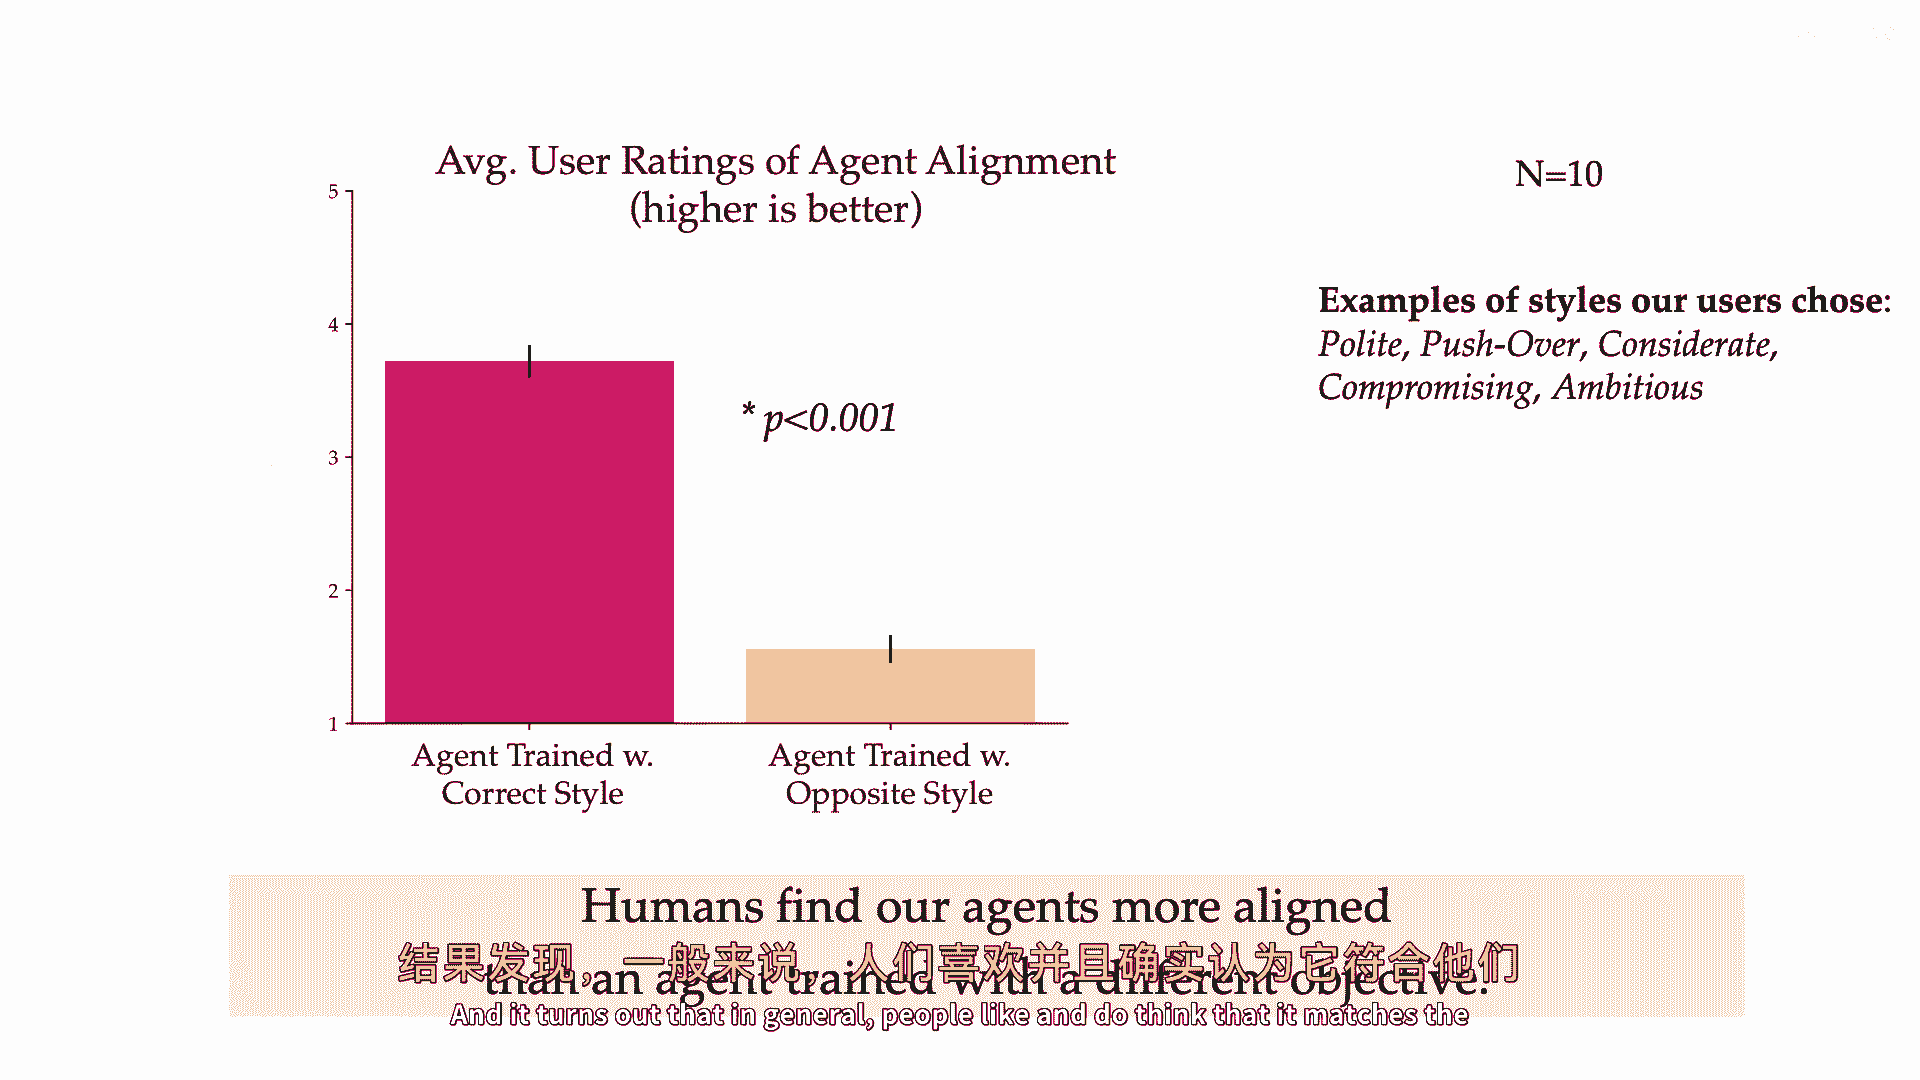 Avg. User Ratings of Agent Alignment
(higher is better)
N=10
5
4
3
2
1
* p<0.001
Examples of styles our users chose:
Polite, Push-Over, Considerate,
Compromising, Ambitious
Agent Trained w.
Correct Style
Agent Trained w.
Opposite Style
Humans find our agents more aligned
than an agent trained with a different objective.
结果发现，一般来说，人们喜欢并且确实认为它符合他们
And it turns out that in general, people like and do think that it matches the